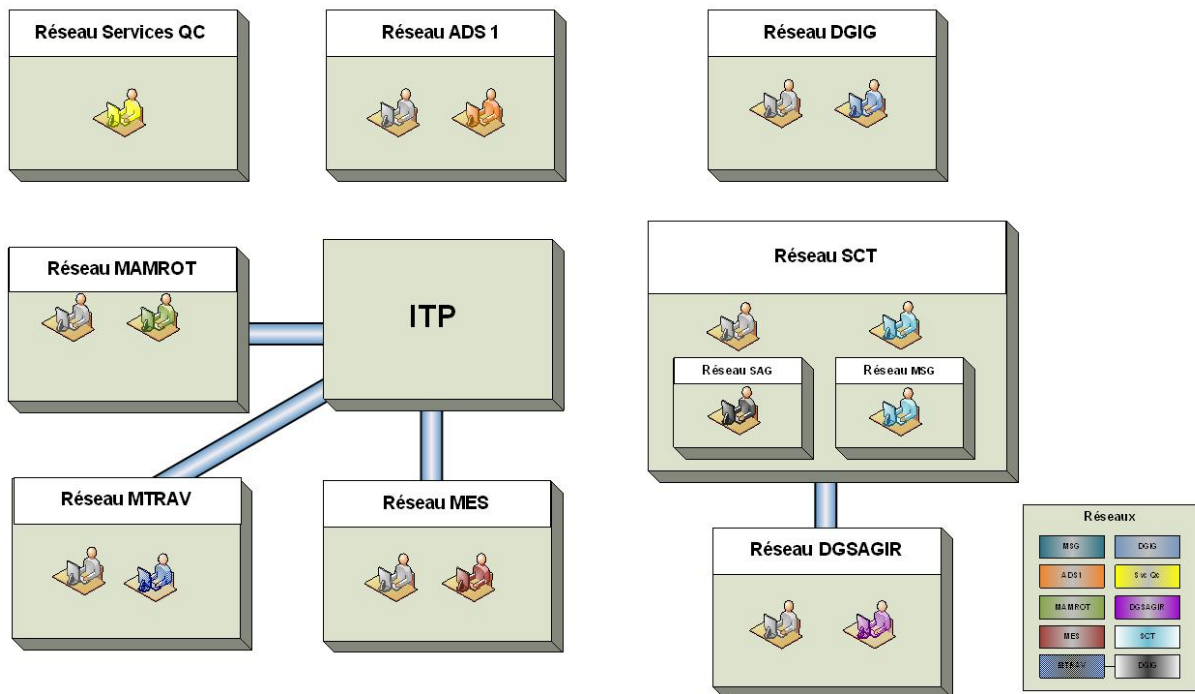 Réseau Services QC
Réseau ADS 1
Réseau DGIG
Réseau MAMROT
ITP
Réseau SCT
Réseau SAG
Réseau MSG
Réseau MTRAV
Réseau MES
Réseau DGSAGIR
Réseaux
MSG
DGIG
ADS1
Svc Qc
MAMROT
DGSAGIR
MES
SCT
MTRAV
DGIG